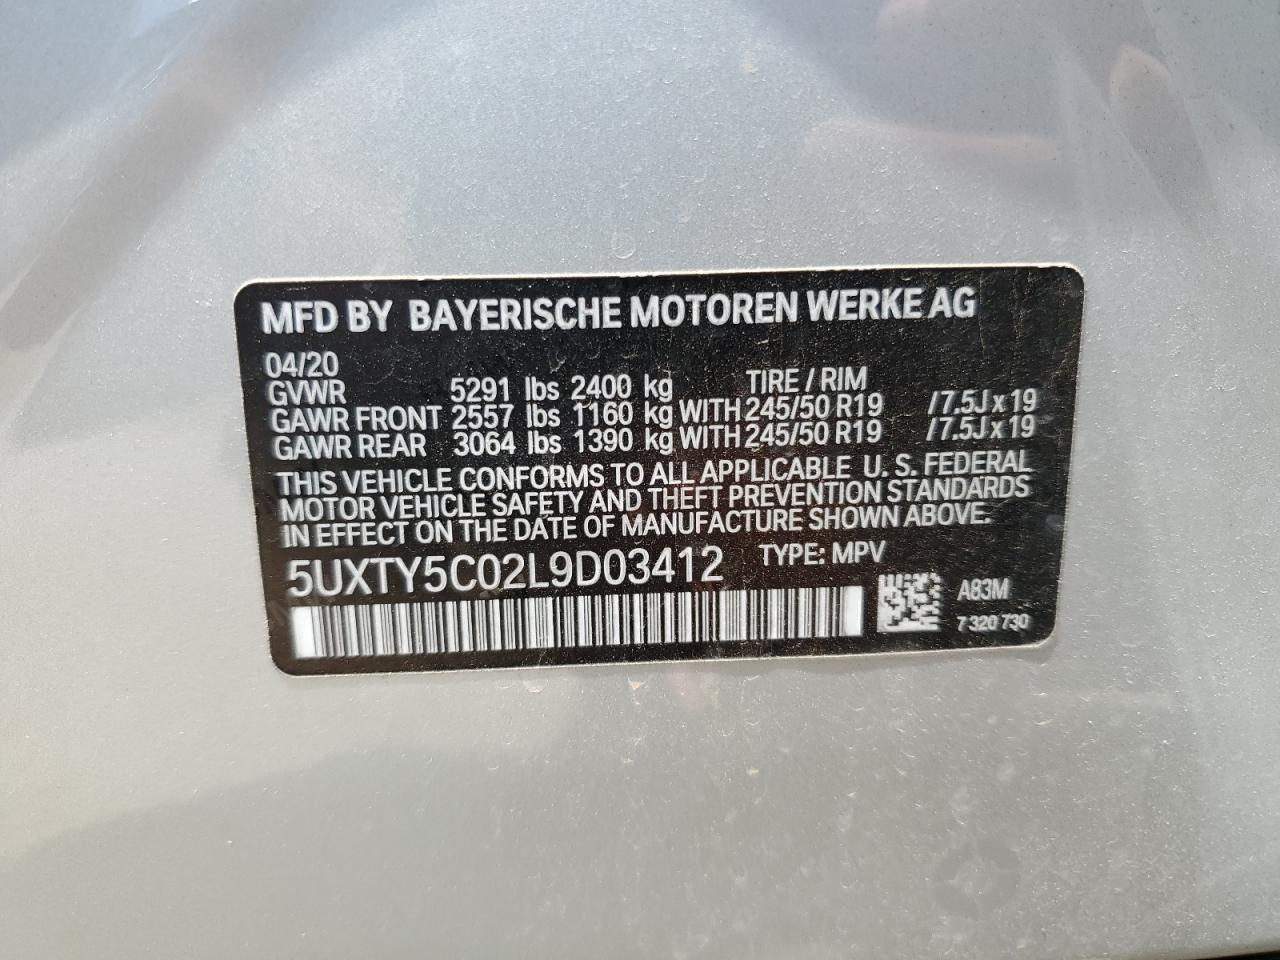 MFD BY BAYERISCHE MOTOREN WERKE AG
04/20
GVWR 5291 lbs 2400 kg TIRE / RIM
GAWR FRONT 2557 lbs 1160 kg WITH 245/50 R19 /7.5J x 19
GAWR REAR 3064 lbs 1390 kg WITH 245/50 R19 /7.5J x 19
THIS VEHICLE CONFORMS TO ALL APPLICABLE U. S. FEDERAL
MOTOR VEHICLE SAFETY AND THEFT PREVENTION STANDARDS
IN EFFECT ON THE DATE OF MANUFACTURE SHOWN ABOVE.
5UXTY5C02L9D03412 TYPE: MPV
A83M
7 320 730